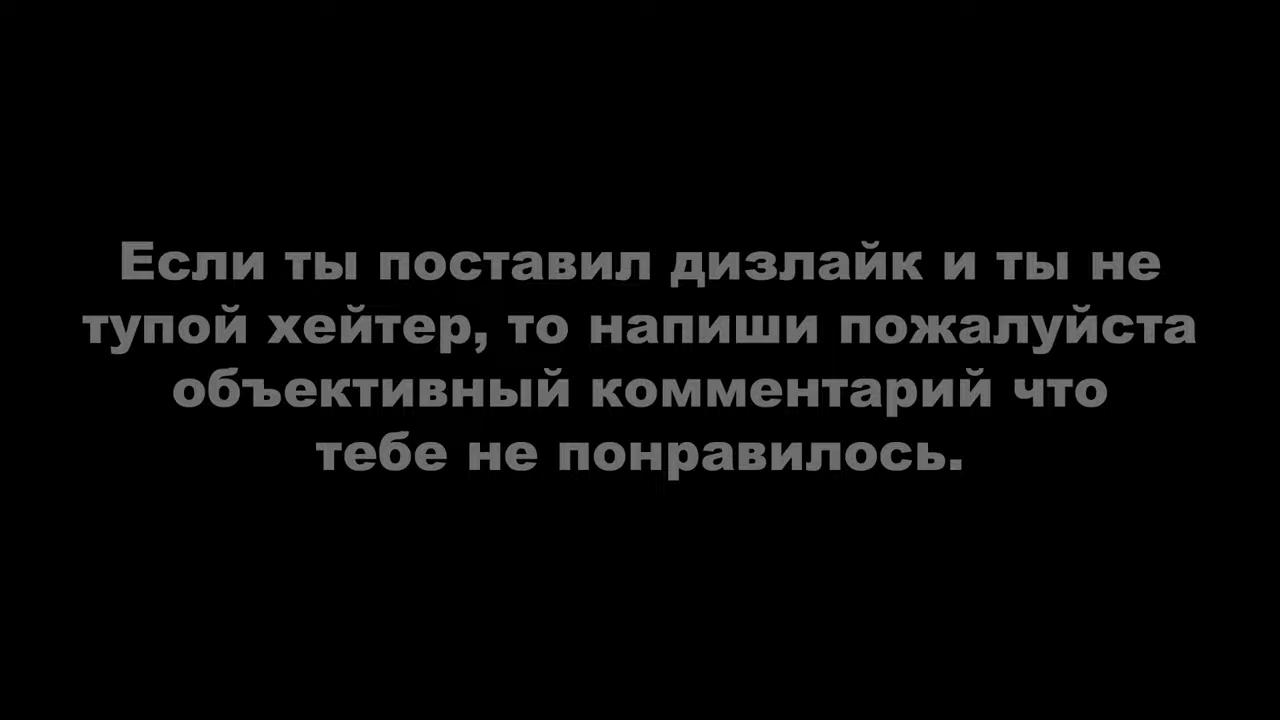 Если ты поставил дизлайк и ты не
тупой хейтер, то напиши пожалуйста
объективный комментарий что
тебе не понравилось.